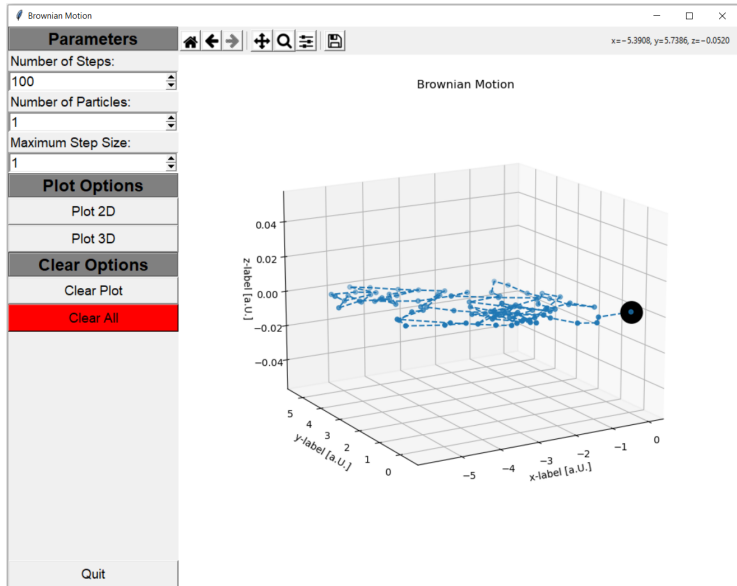 Brownian Motion
Parameters
x=−5.3908, y=5.7386, z=−0.0520
Number of Steps:
100
Number of Particles:
1
Maximum Step Size:
1
Plot Options
Plot 2D
Plot 3D
Clear Options
Clear Plot
Clear All
Quit
Brownian Motion
0.04
0.02
0.00
−0.02
−0.04
z-label [a.U.]
5
4
3
2
1
0
y-label [a.U.]
−5
−4
−3
−2
−1
0
x-label [a.U.]